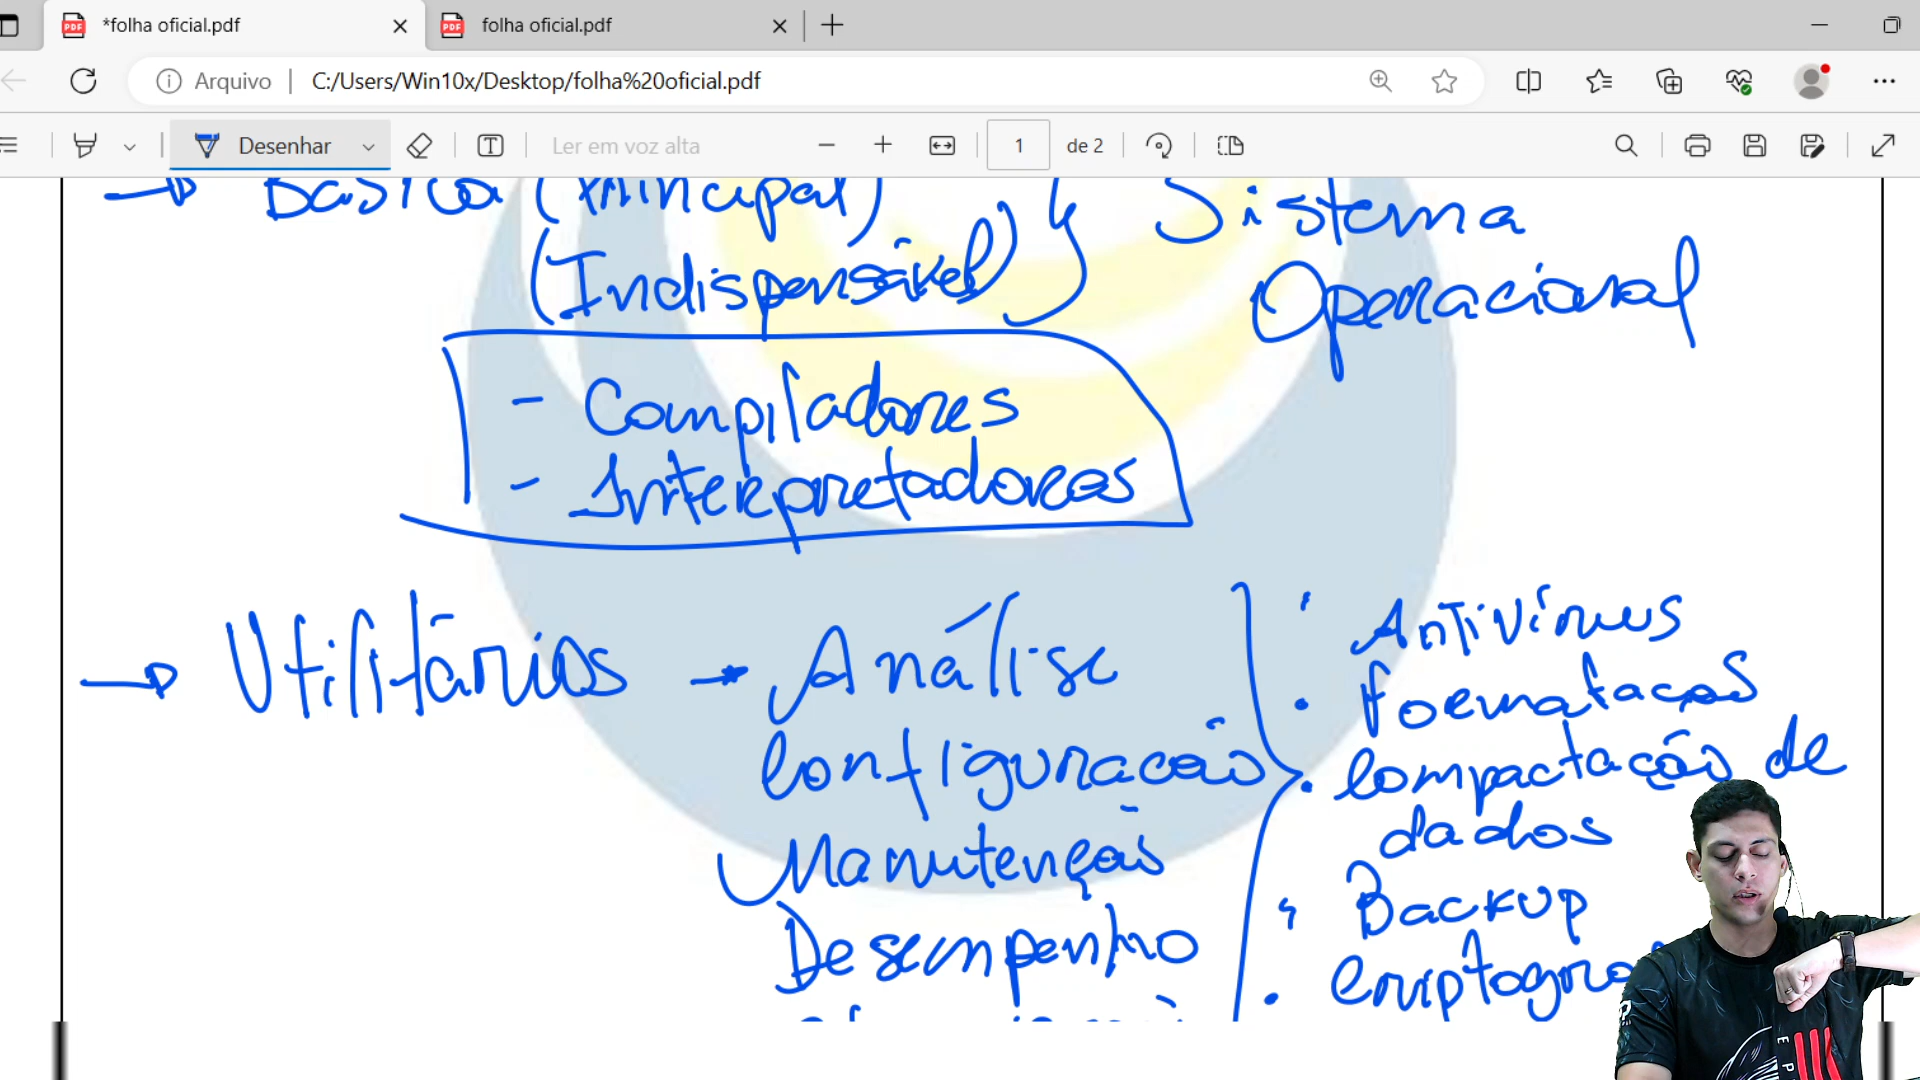 *folha oficial.pdf
folha oficial.pdf
Arquivo
C:/Users/Win10x/Desktop/folha%20oficial.pdf
Desenhar
Ler em voz alta
1
de 2
→ Básico (Principal)
Sistema
(Indispensável)
Operacional
- Compiladores
- Interpretadores
→ Utilitários → Análise
Configuração
Manutenção
Desempenho
Antivírus
Formatação
Compactação de
dados
Backup